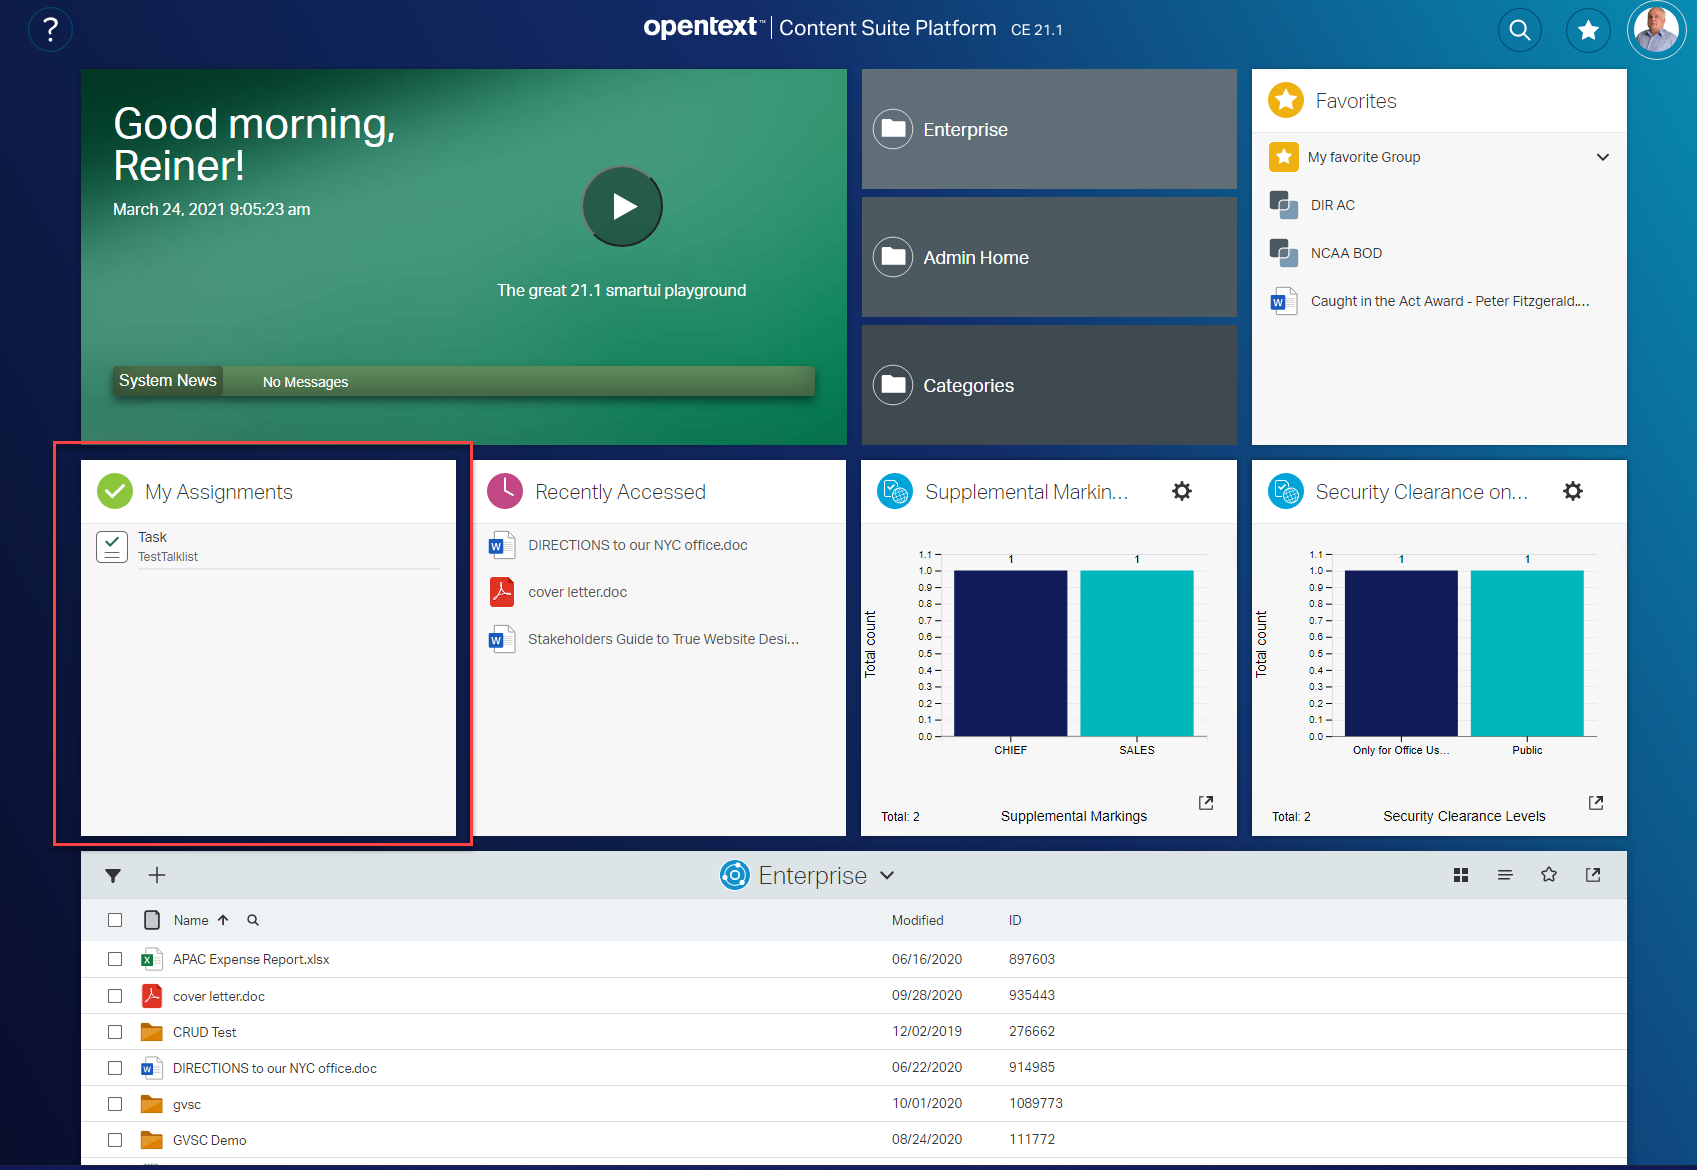 ?
opentext™ | Content Suite Platform CE 21.1
Good morning,
Reiner!
March 24, 2021 9:05:23 am
The great 21.1 smartui playground
System News
No Messages
Enterprise
Admin Home
Categories
Favorites
My favorite Group
DIR AC
NCAA BOD
Caught in the Act Award - Peter Fitzgerald....
My Assignments
Task
TestTalklist
Recently Accessed
DIRECTIONS to our NYC office.doc
cover letter.doc
Stakeholders Guide to True Website Desi...
Supplemental Markin...
Total count
1.1
1.0
0.9
0.8
0.7
0.6
0.5
0.4
0.3
0.2
0.1
0.0
1
1
CHIEF
SALES
Total: 2
Supplemental Markings
Security Clearance on...
Total count
1.1
1.0
0.9
0.8
0.7
0.6
0.5
0.4
0.3
0.2
0.1
0.0
1
1
Only for Office Us...
Public
Total: 2
Security Clearance Levels
Enterprise
Name Modified ID
APAC Expense Report.xlsx 06/16/2020 897603
cover letter.doc 09/28/2020 935443
CRUD Test 12/02/2019 276662
DIRECTIONS to our NYC office.doc 06/22/2020 914985
gvsc 10/01/2020 1089773
GVSC Demo 08/24/2020 111772